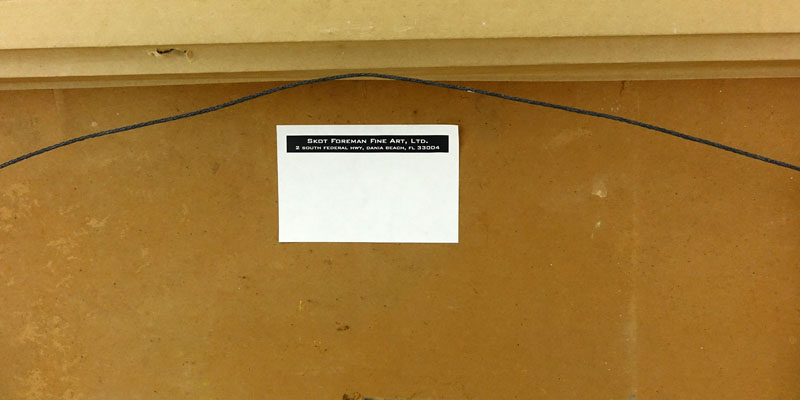 Skot Foreman Fine Art, Ltd.
2 South Federal Hwy, Dania Beach, FL 33004